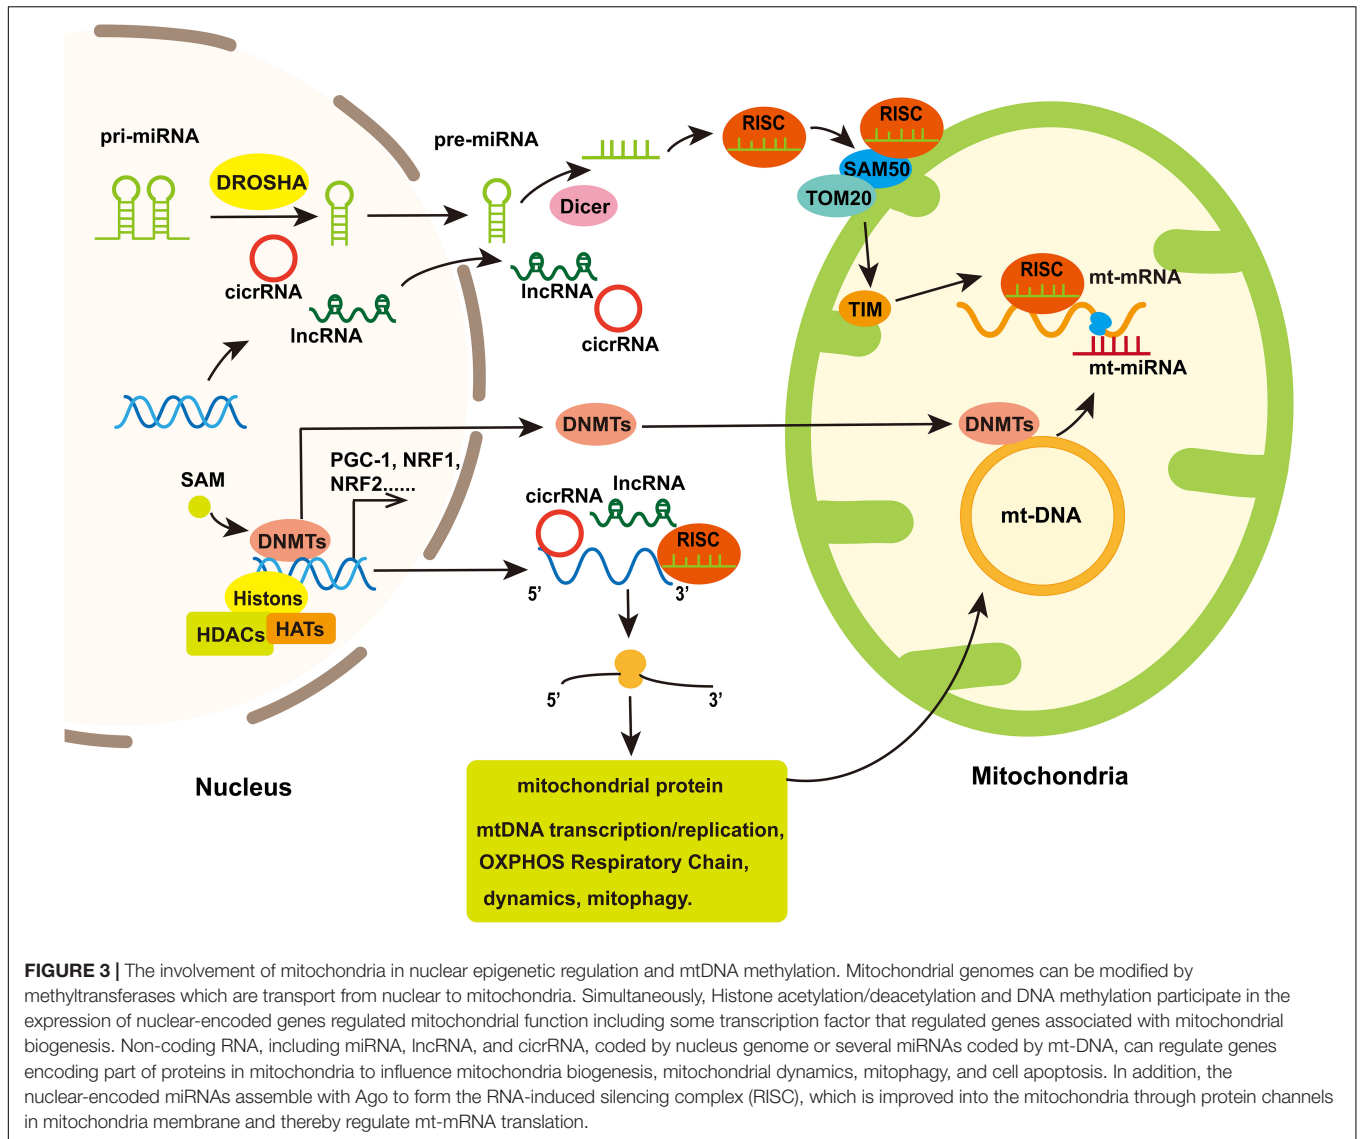 pri-miRNA
DROSHA
cicrRNA
lncRNA
pre-miRNA
Dicer
lncRNA
cicrRNA
RISC
RISC
SAM50
TOM20
TIM
RISC
mt-mRNA
mt-miRNA
DNMTs
DNMTs
mt-DNA
SAM
PGC-1, NRF1,
NRF2......
DNMTs
Histons
HDACs
HATs
cicrRNA
lncRNA
RISC
5’
3’
5’
3’
Nucleus
Mitochondria
mitochondrial protein
mtDNA transcription/replication,
OXPHOS Respiratory Chain,
dynamics, mitophagy.
FIGURE 3 | The involvement of mitochondria in nuclear epigenetic regulation and mtDNA methylation. Mitochondrial genomes can be modified by
methyltransferases which are transport from nuclear to mitochondria. Simultaneously, Histone acetylation/deacetylation and DNA methylation participate in the
expression of nuclear-encoded genes regulated mitochondrial function including some transcription factor that regulated genes associated with mitochondrial
biogenesis. Non-coding RNA, including miRNA, lncRNA, and cicrRNA, coded by nucleus genome or several miRNAs coded by mt-DNA, can regulate genes
encoding part of proteins in mitochondria to influence mitochondria biogenesis, mitochondrial dynamics, mitophagy, and cell apoptosis. In addition, the
nuclear-encoded miRNAs assemble with Ago to form the RNA-induced silencing complex (RISC), which is improved into the mitochondria through protein channels
in mitochondria membrane and thereby regulate mt-mRNA translation.